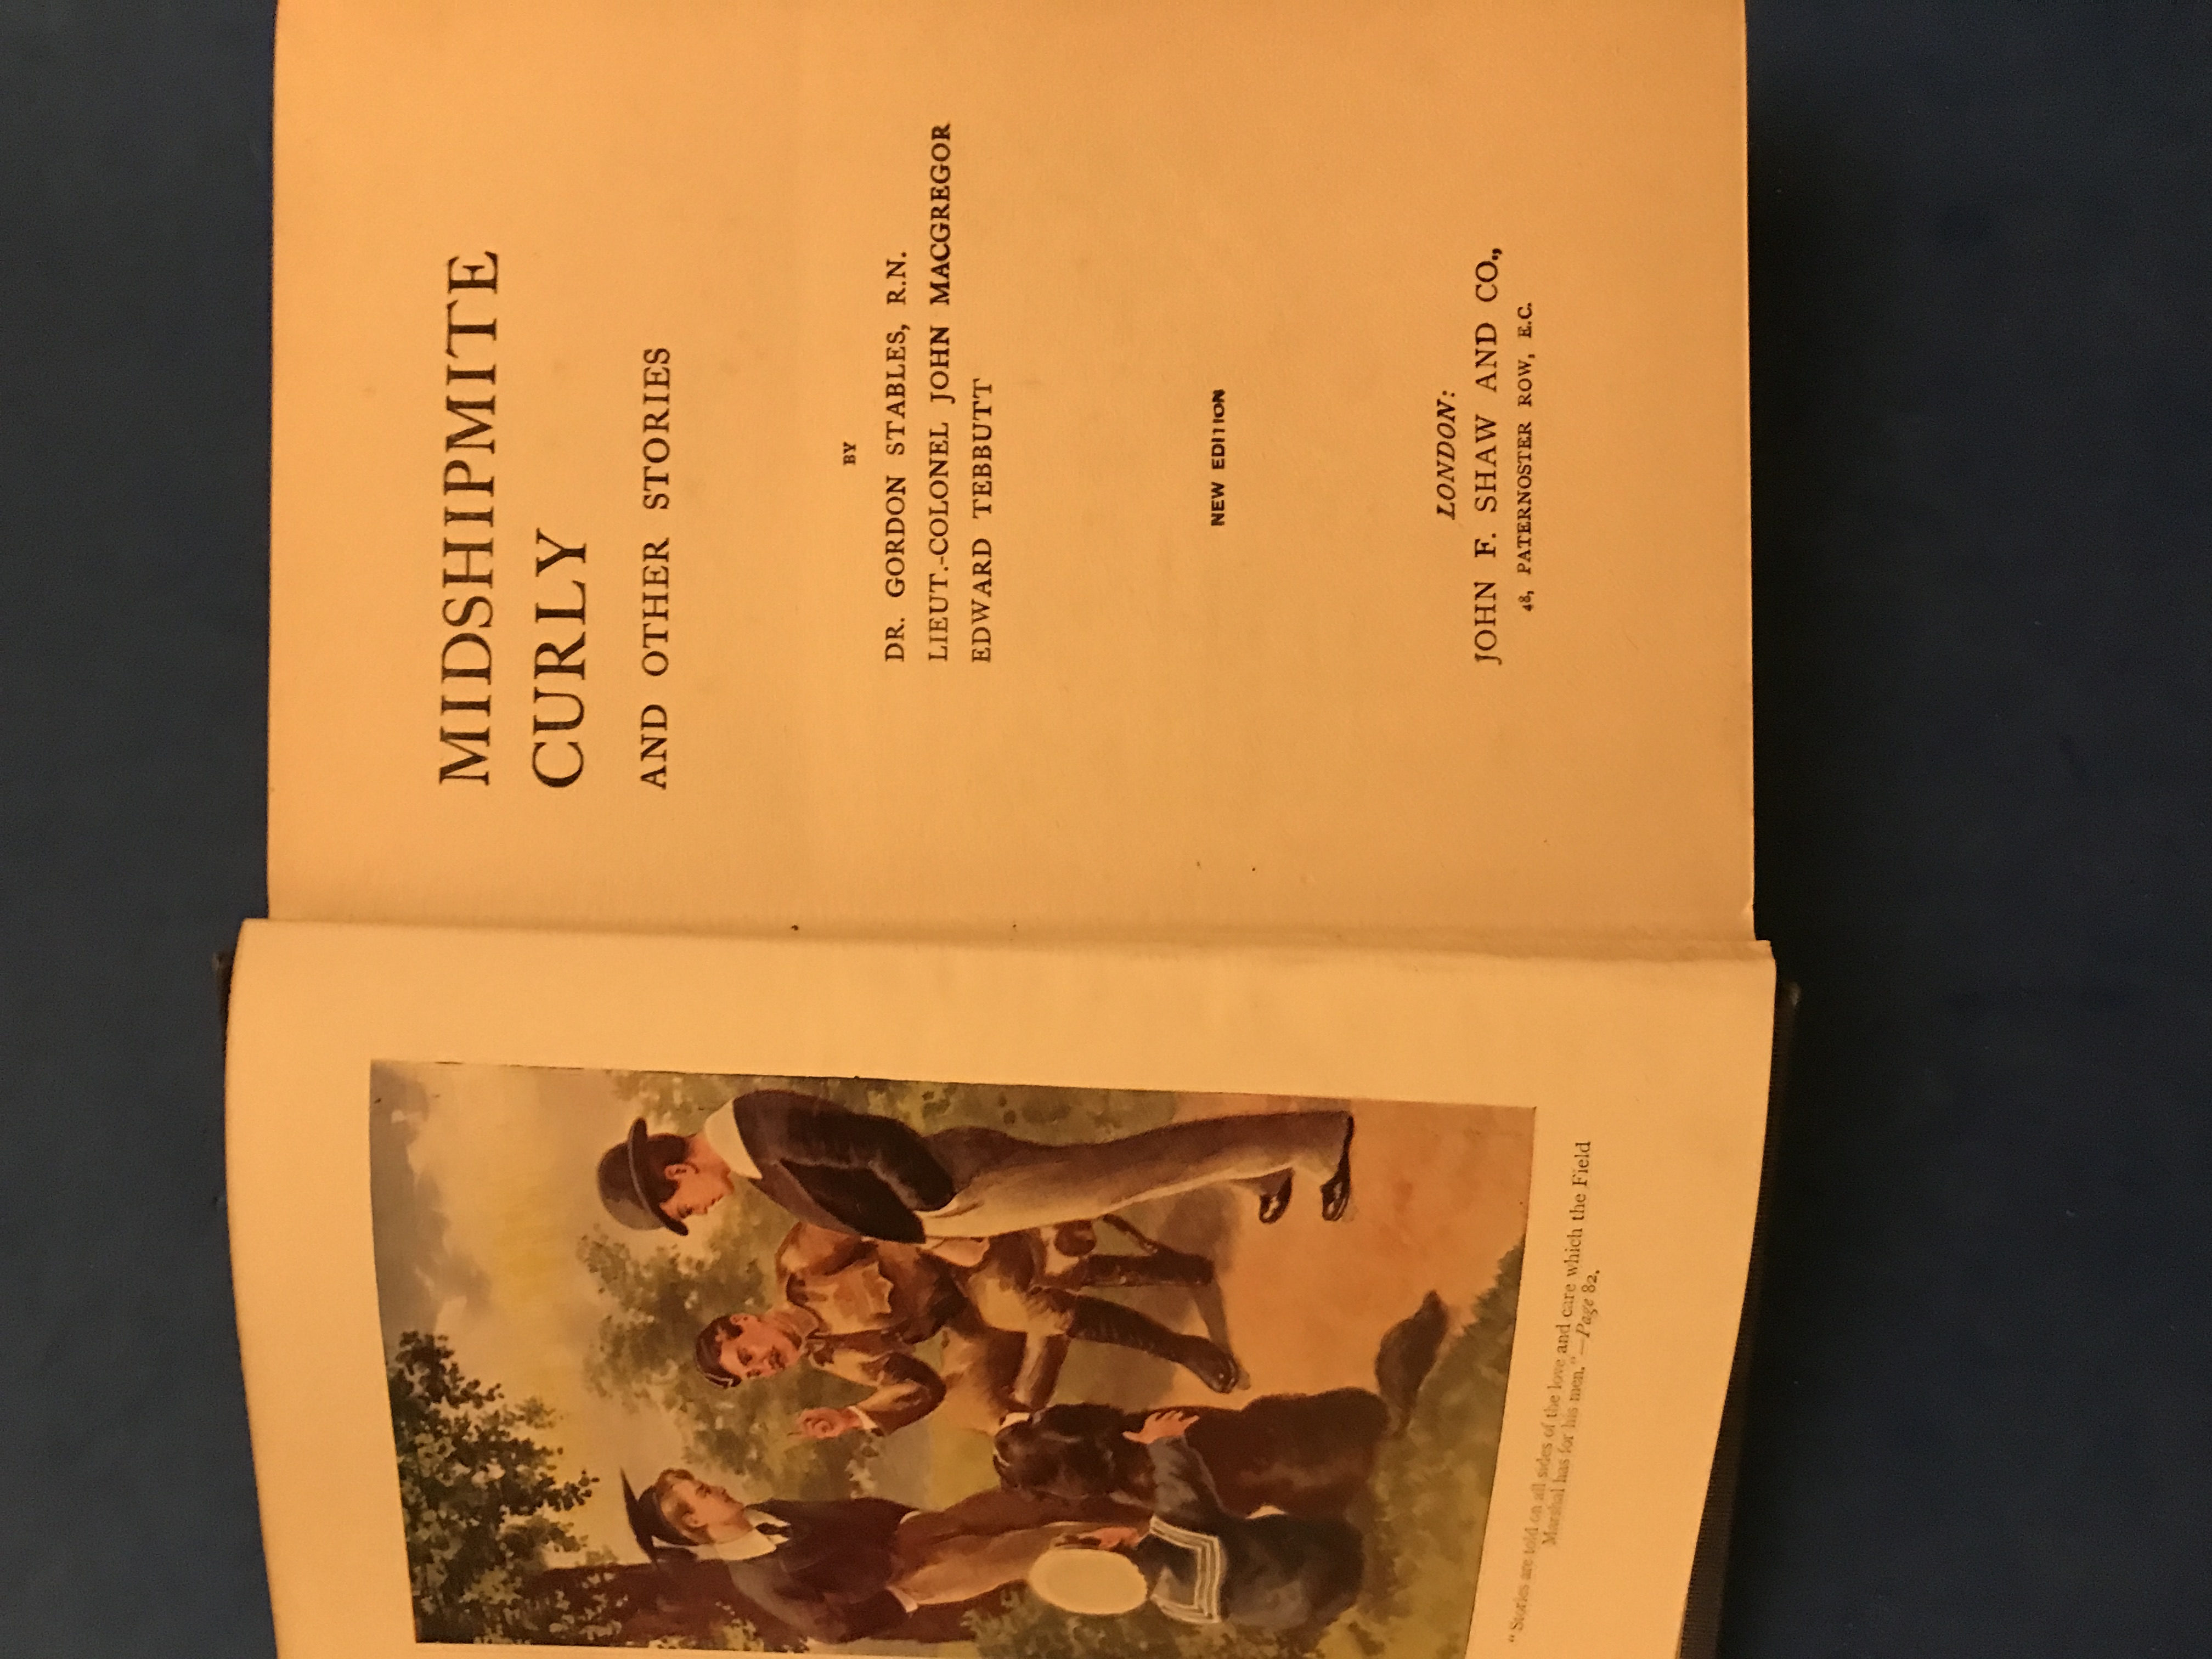 "Stories are told on all sides of the love and care which the Field
Marshal has for his men."—Page 82.
MIDSHIPMITE
CURLY
AND OTHER STORIES
BY
DR. GORDON STABLES, R.N.
LIEUT.-COLONEL JOHN MACGREGOR
EDWARD TEBBUTT
NEW EDITION
LONDON:
JOHN F. SHAW AND CO.,
48, PATERNOSTER ROW, E.C.